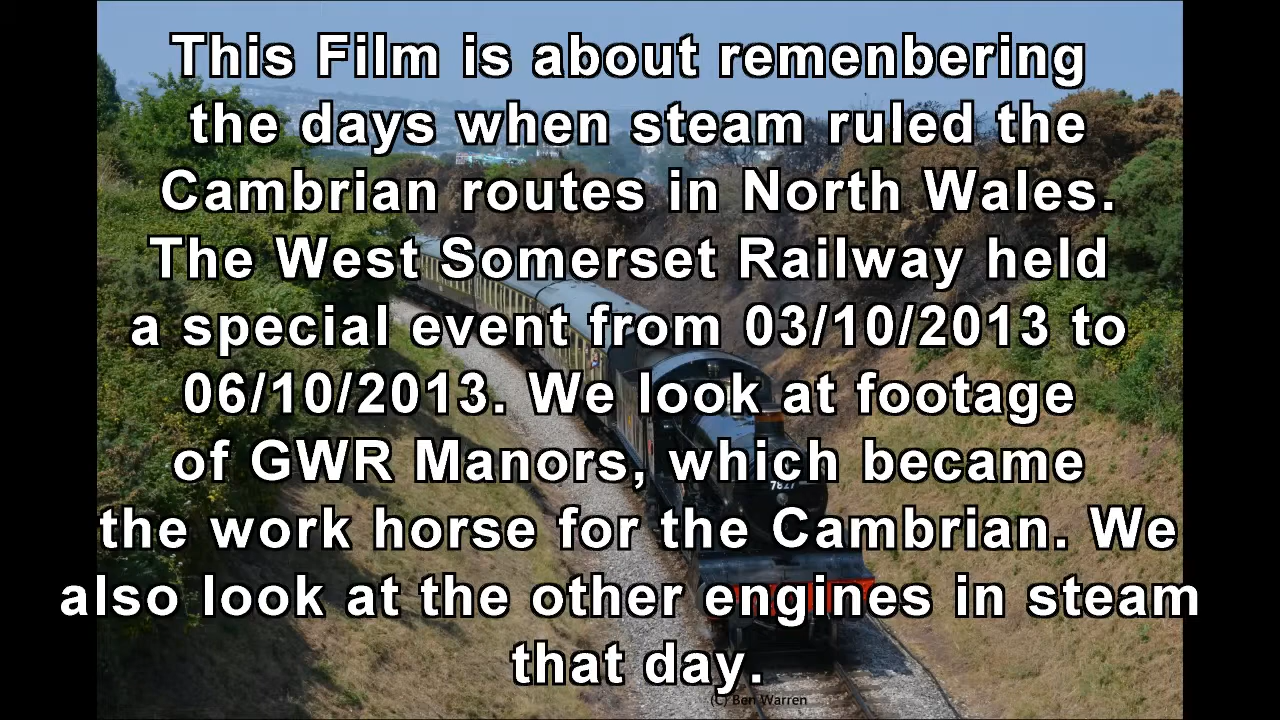 This Film is about remenbering
the days when steam ruled the
Cambrian routes in North Wales.
The West Somerset Railway held
a special event from 03/10/2013 to
06/10/2013. We look at footage
of GWR Manors, which became
the work horse for the Cambrian. We
also look at the other engines in steam
that day.
7827
(C) Ben Warren